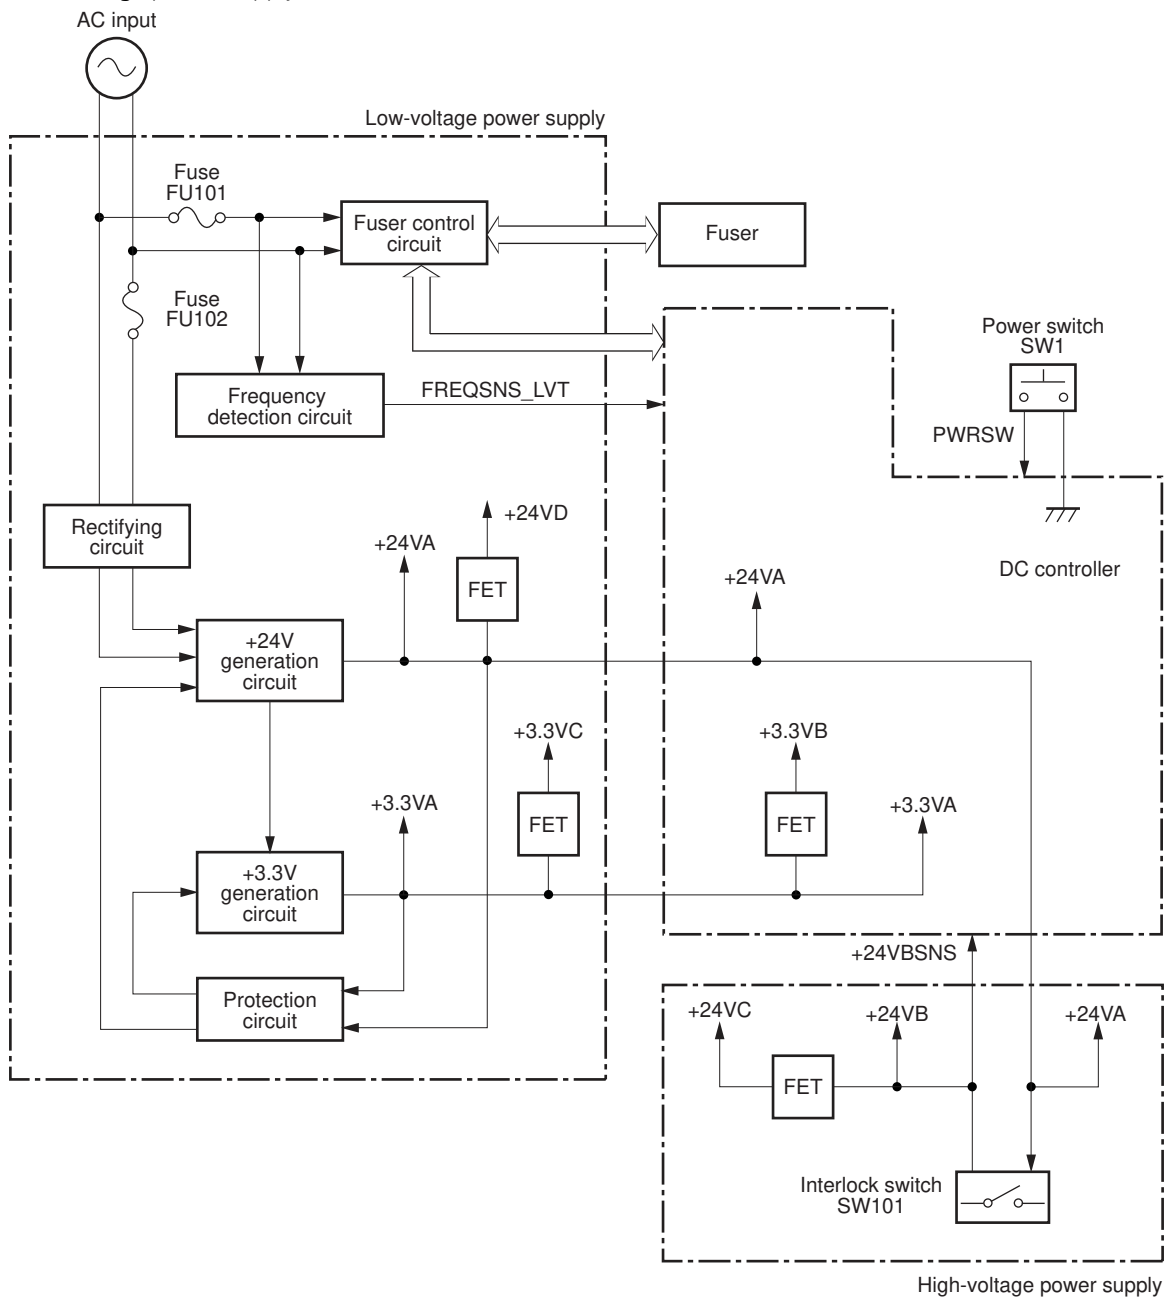 AC input
Low-voltage power supply
Fuse
FU101
Fuser control
circuit
Fuser
Fuse
FU102
Power switch
SW1
Frequency
detection circuit
FREQSNS_LVT
PWRSW
Rectifying
circuit
+24VD
+24VA
FET
+24VA
DC controller
+24V
generation
circuit
+3.3VC
+3.3VB
+3.3VA
FET
FET
+3.3VA
+3.3V
generation
circuit
+24VBSNS
Protection
circuit
+24VC
+24VB
+24VA
FET
Interlock switch
SW101
High-voltage power supply